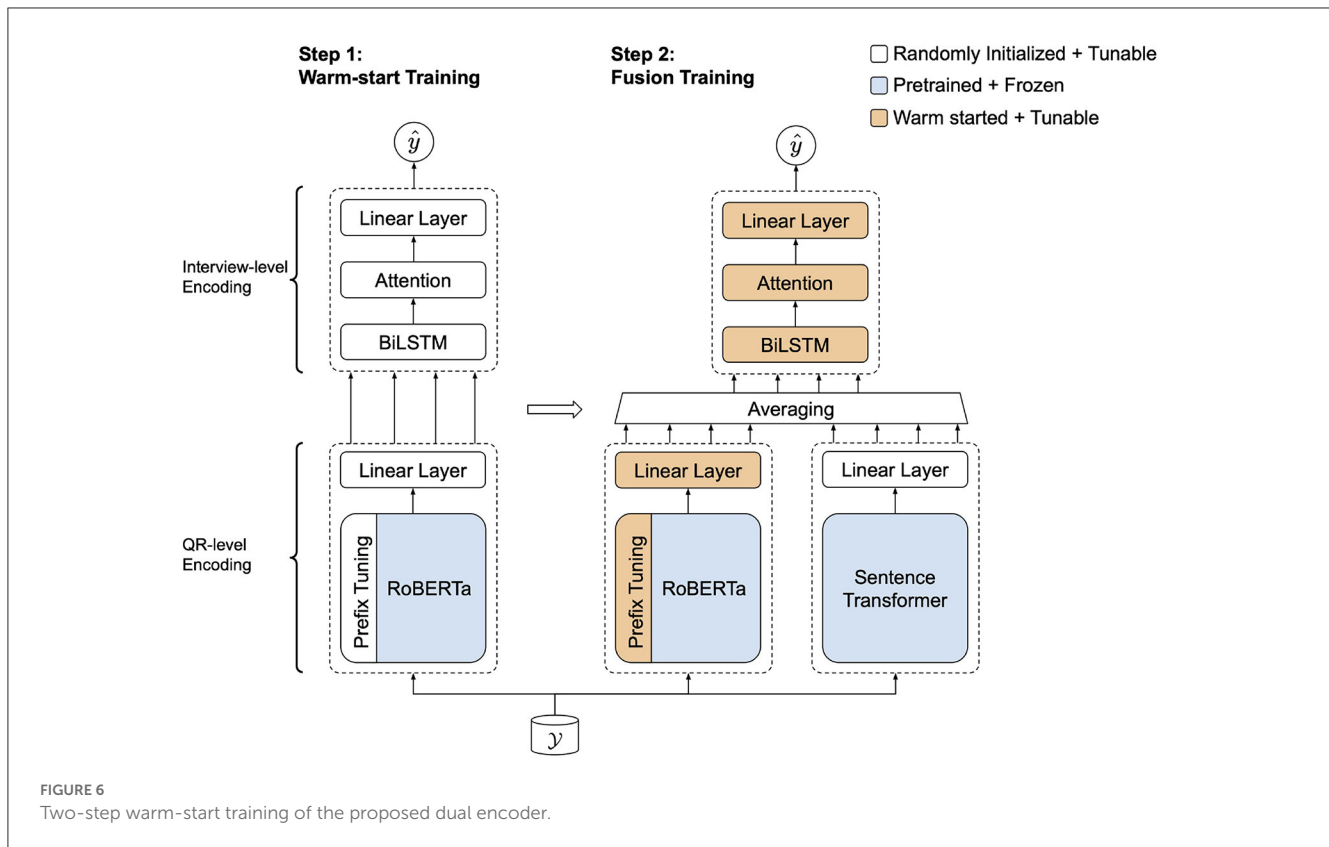 Step 1:
Warm-start Training
Step 2:
Fusion Training
Randomly Initialized + Tunable
Pretrained + Frozen
Warm started + Tunable
ŷ
ŷ
Interview-level
Encoding
Linear Layer
Attention
BiLSTM
Linear Layer
Attention
BiLSTM
Averaging
QR-level
Encoding
Linear Layer
Prefix Tuning
RoBERTa
Linear Layer
Prefix Tuning
RoBERTa
Linear Layer
Sentence
Transformer
𝒴
FIGURE 6
Two-step warm-start training of the proposed dual encoder.